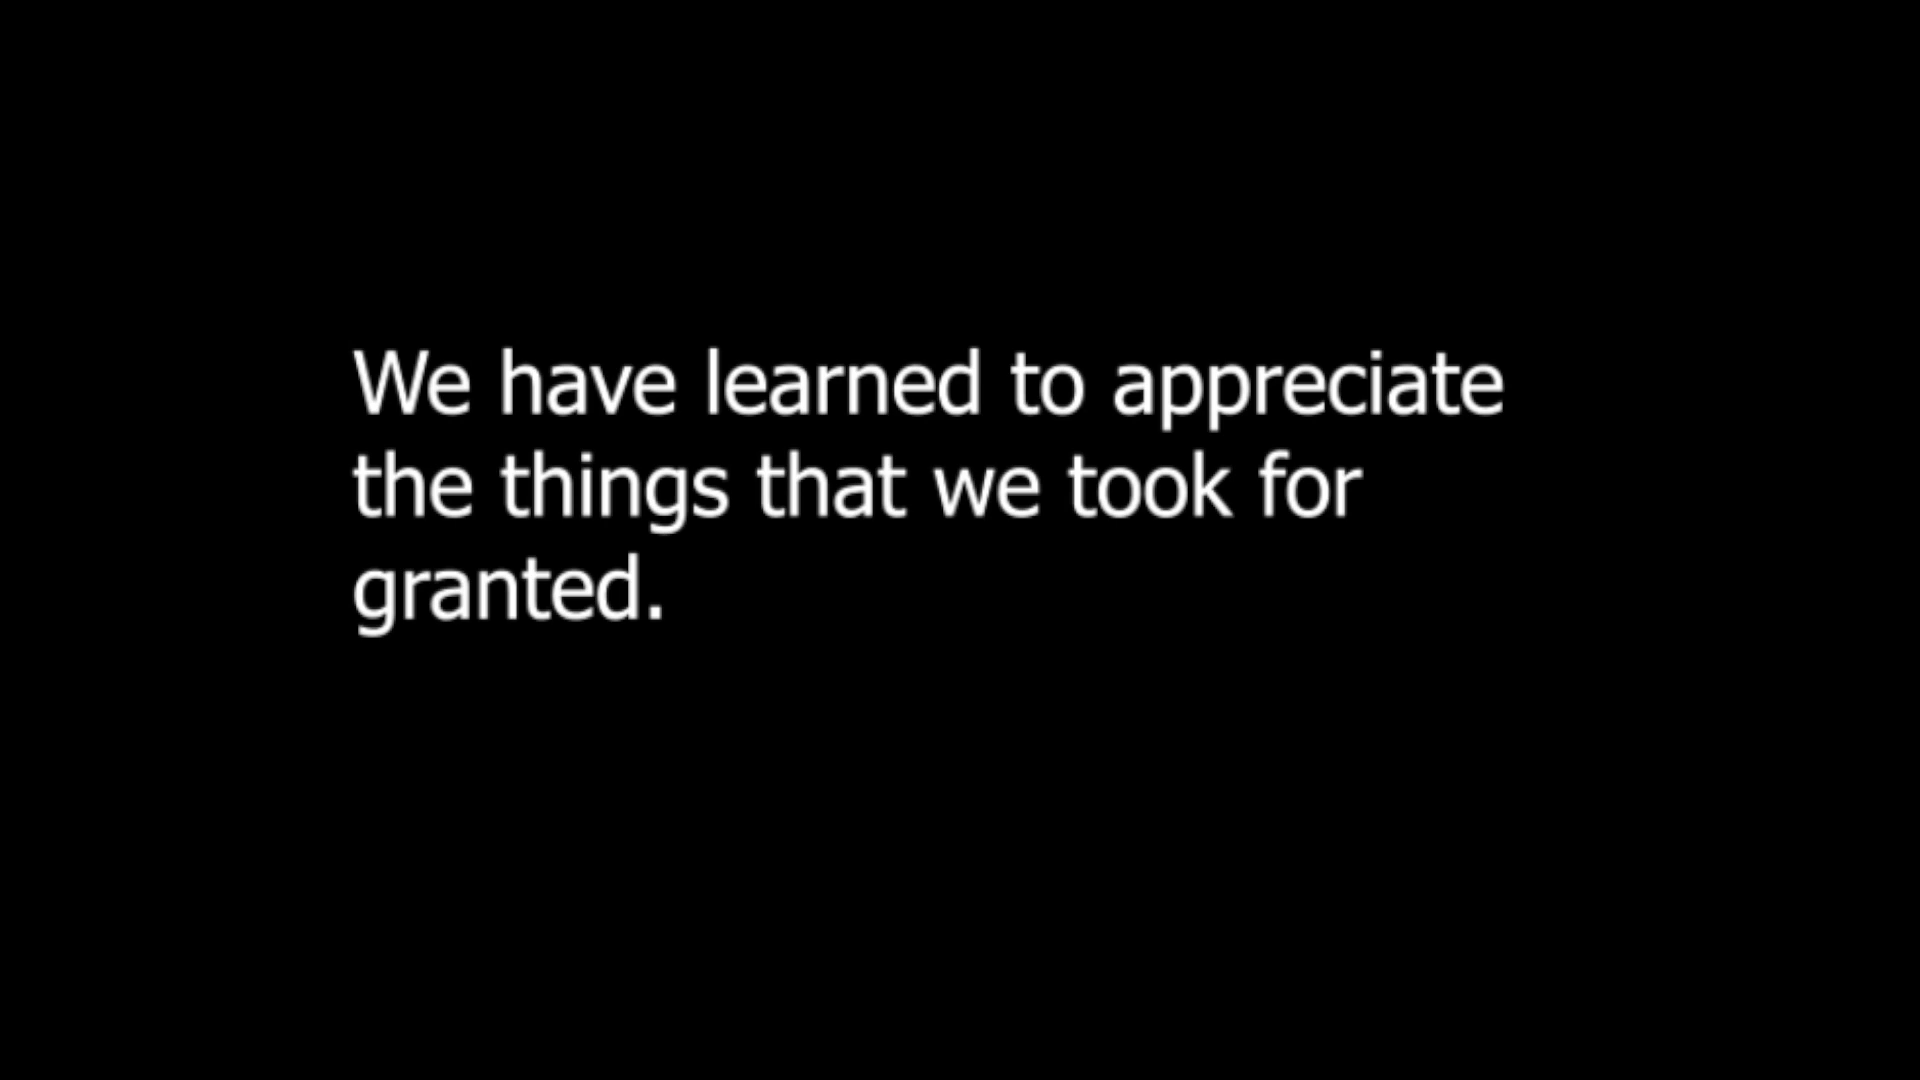 We have learned to appreciate
the things that we took for
granted.